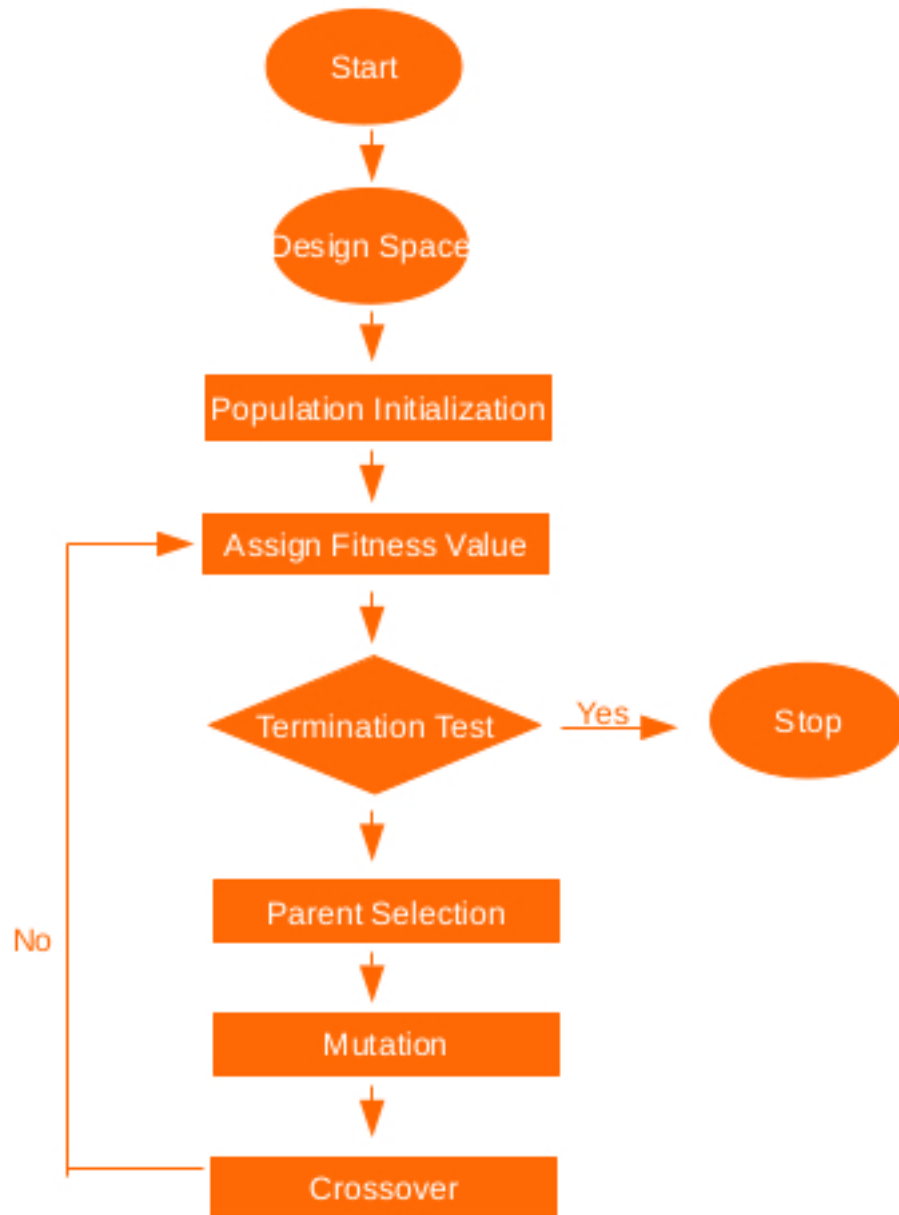 Start
Design Space
Population Initialization
Assign Fitness Value
Termination Test
Yes
Stop
Parent Selection
No
Mutation
Crossover